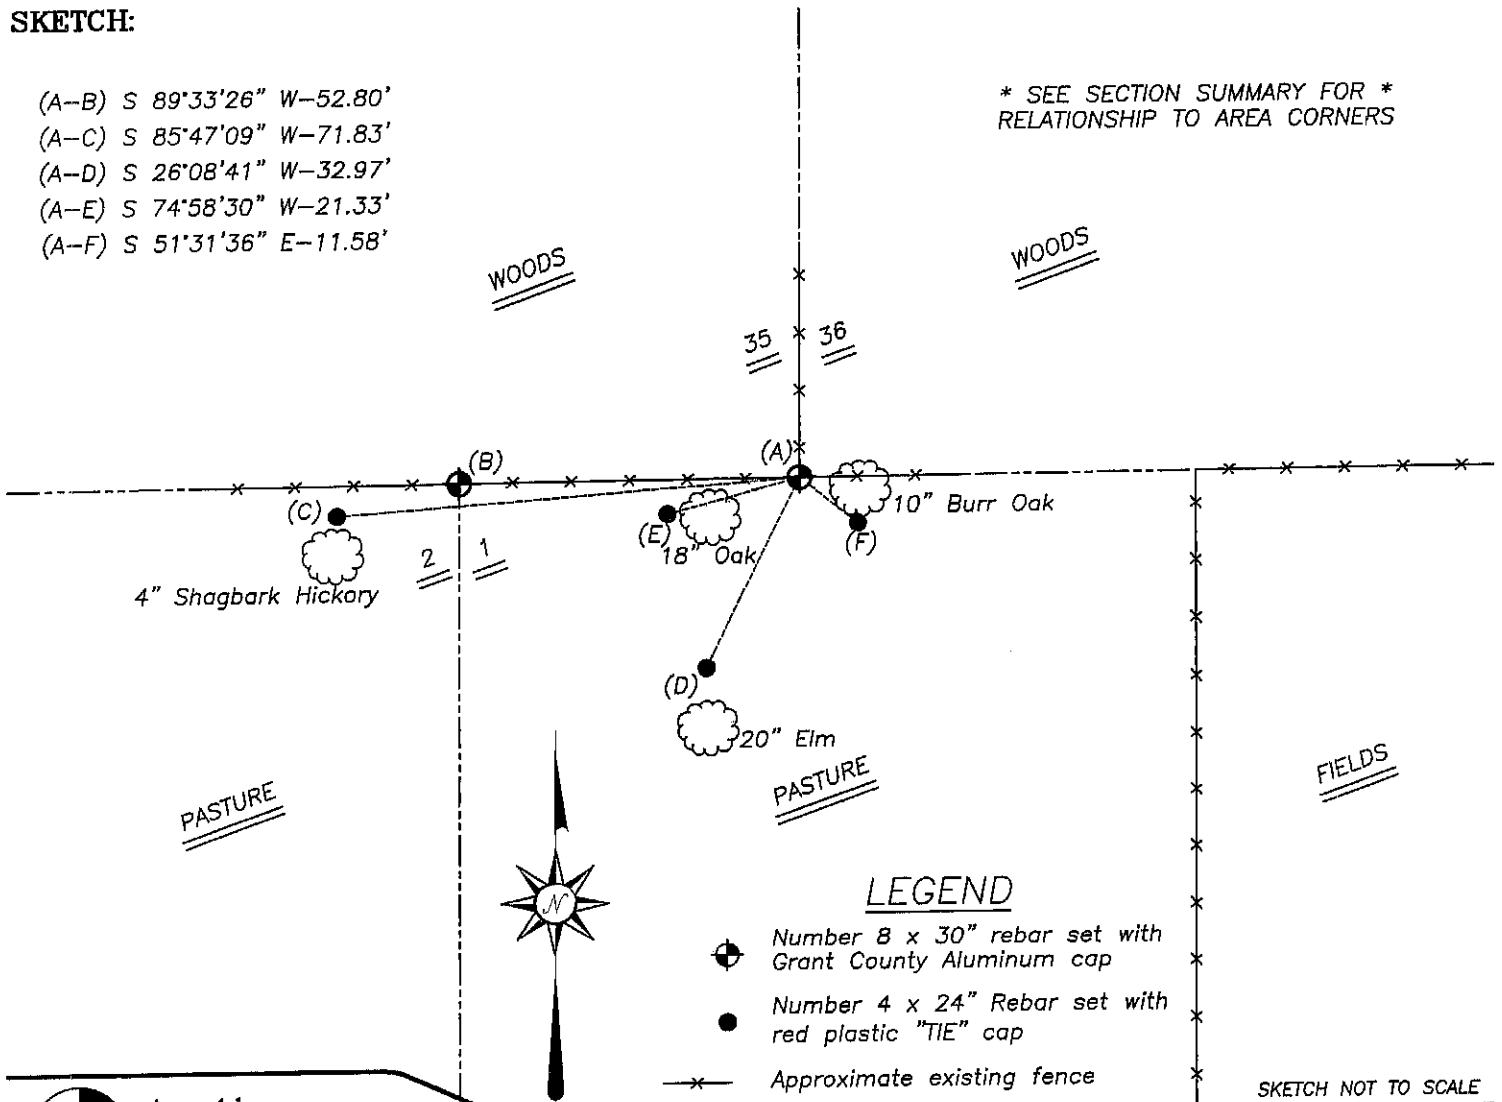 SKETCH:
(A-B) S 89°33'26" W-52.80'
(A-C) S 85°47'09" W-71.83'
(A-D) S 26°08'41" W-32.97'
(A-E) S 74°58'30" W-21.33'
(A-F) S 51°31'36" E-11.58'
* SEE SECTION SUMMARY FOR *
RELATIONSHIP TO AREA CORNERS
WOODS
WOODS
35
36
(A)
(B)
(C)
(E)
(F)
10" Burr Oak
18" Oak
2
1
4" Shagbark Hickory
(D)
20" Elm
PASTURE
PASTURE
FIELDS
N
LEGEND
Number 8 x 30" rebar set with
Grant County Aluminum cap
Number 4 x 24" Rebar set with
red plastic "TIE" cap
Approximate existing fence
SKETCH NOT TO SCALE